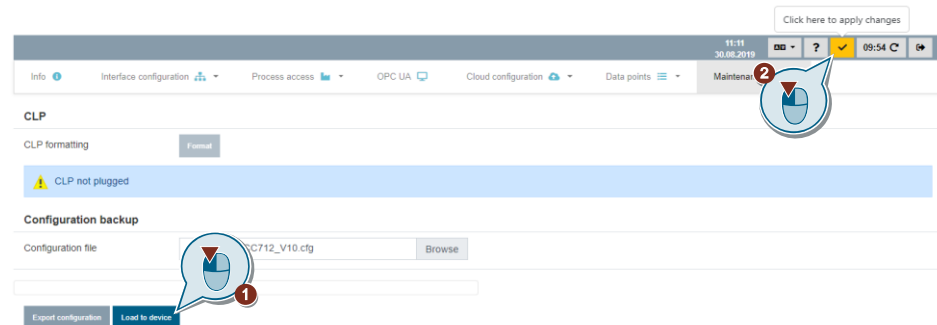 Click here to apply changes
11:11
30.08.2019
?
09:54
Info
Interface configuration
Process access
OPC UA
Cloud configuration
Data points
2
CLP
CLP formatting
Format
CLP not plugged
Configuration backup
Configuration file
CC712_V10.cfg
Browse
1
Export configuration
Load to device